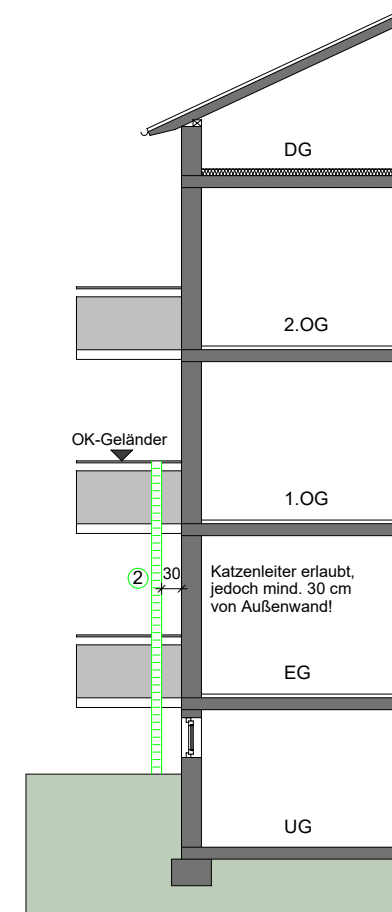 DG
2.OG
OK-Geländer
1.OG
2
30
Katzenleiter erlaubt,
jedoch mind. 30 cm
von Außenwand!
EG
UG